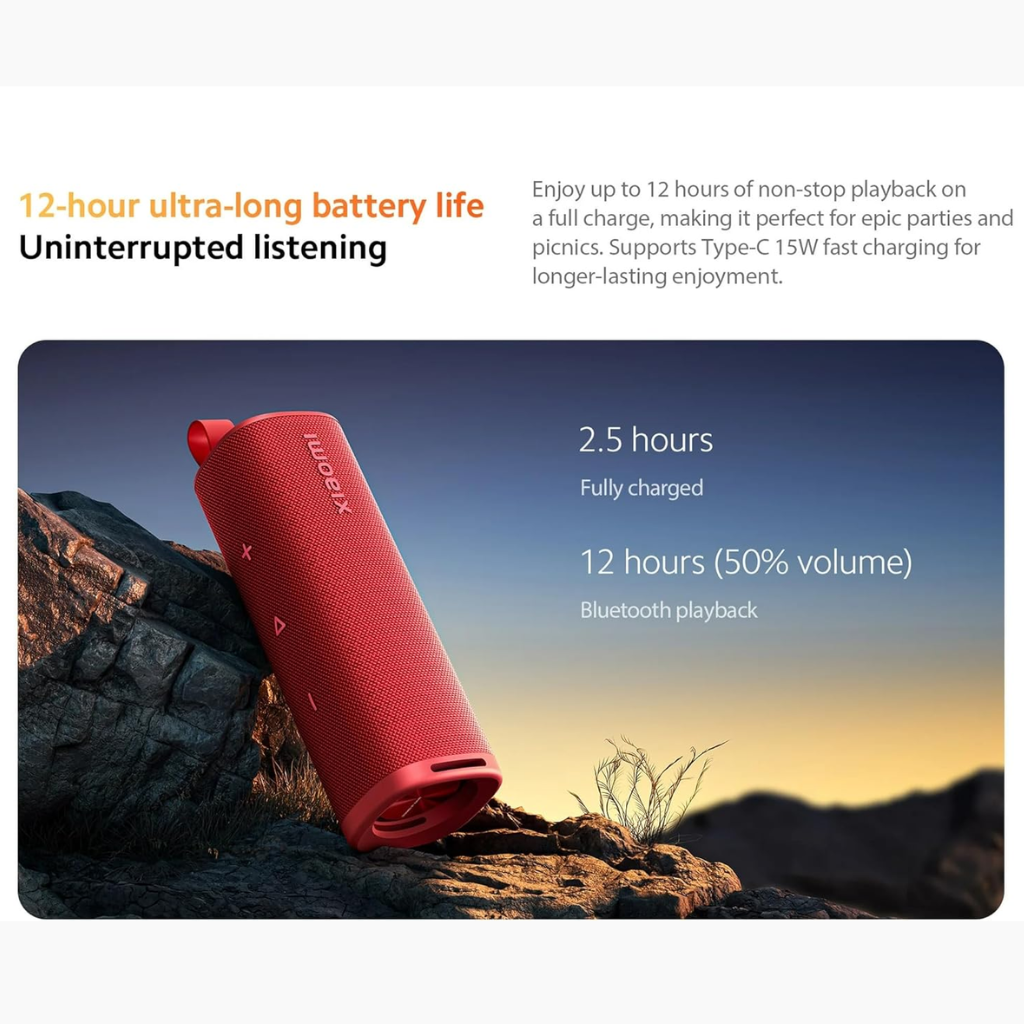 12-hour ultra-long battery life
Uninterrupted listening
Enjoy up to 12 hours of non-stop playback on
a full charge, making it perfect for epic parties and
picnics. Supports Type-C 15W fast charging for
longer-lasting enjoyment.
xiaomi
2.5 hours
Fully charged
12 hours (50% volume)
Bluetooth playback